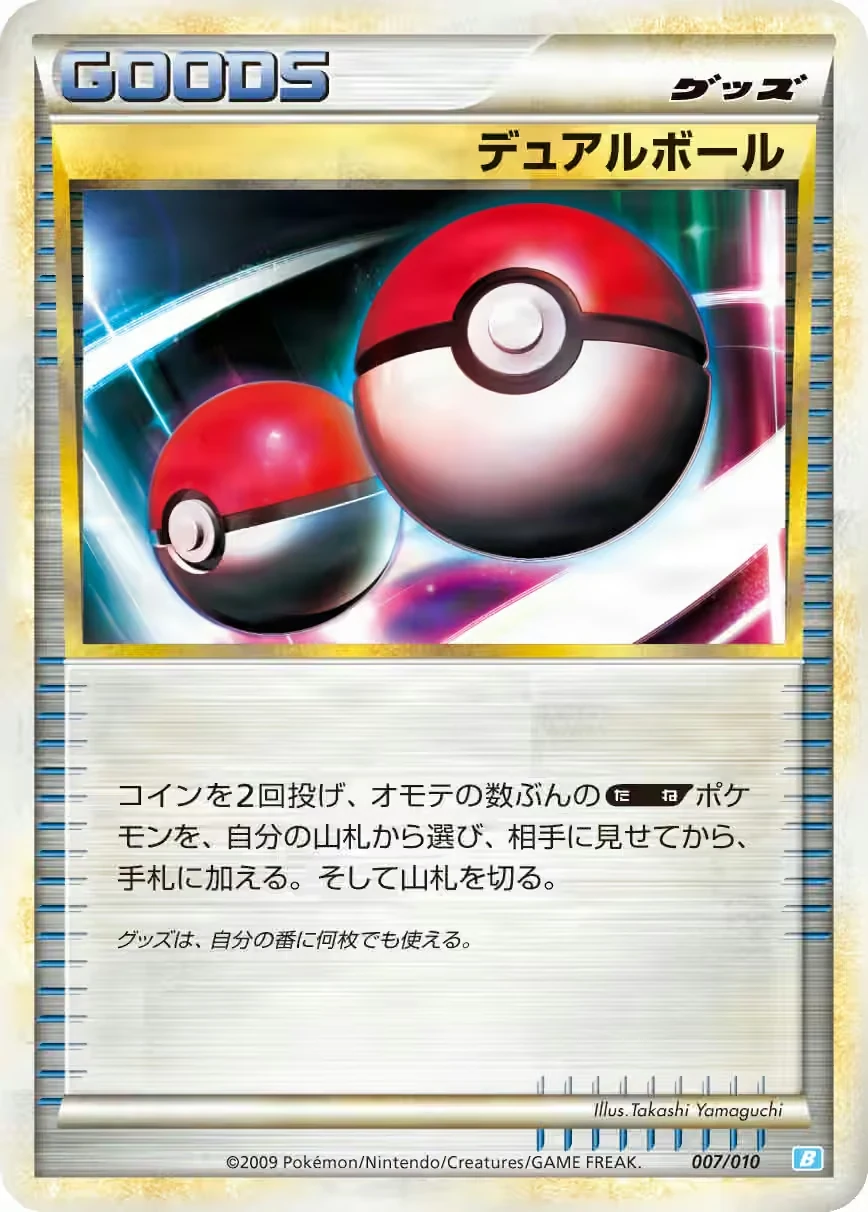 GOODS
グッズ
デュアルボール
コインを2回投げ、オモテの数ぶんのたねポケ
モンを、自分の山札から選び、相手に見せてから、
手札に加える。そして山札を切る。
グッズは、自分の番に何枚でも使える。
Illus.Takashi Yamaguchi
©2009 Pokémon/Nintendo/Creatures/GAME FREAK. 007/010 B